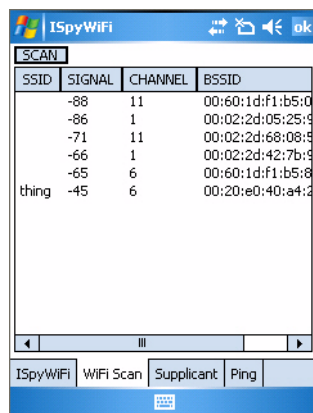 ISpyWiFi ok
SCAN
SSID SIGNAL CHANNEL BSSID
-88 11 00:60:1d:f1:b5:0
-86 1 00:02:2d:05:25:9
-71 11 00:02:2d:68:08:5
-66 1 00:02:2d:42:7b:9
-65 6 00:60:1d:f1:b5:8
thing -45 6 00:20:e0:40:a4:2
ISpyWiFi WiFi Scan Supplicant Ping